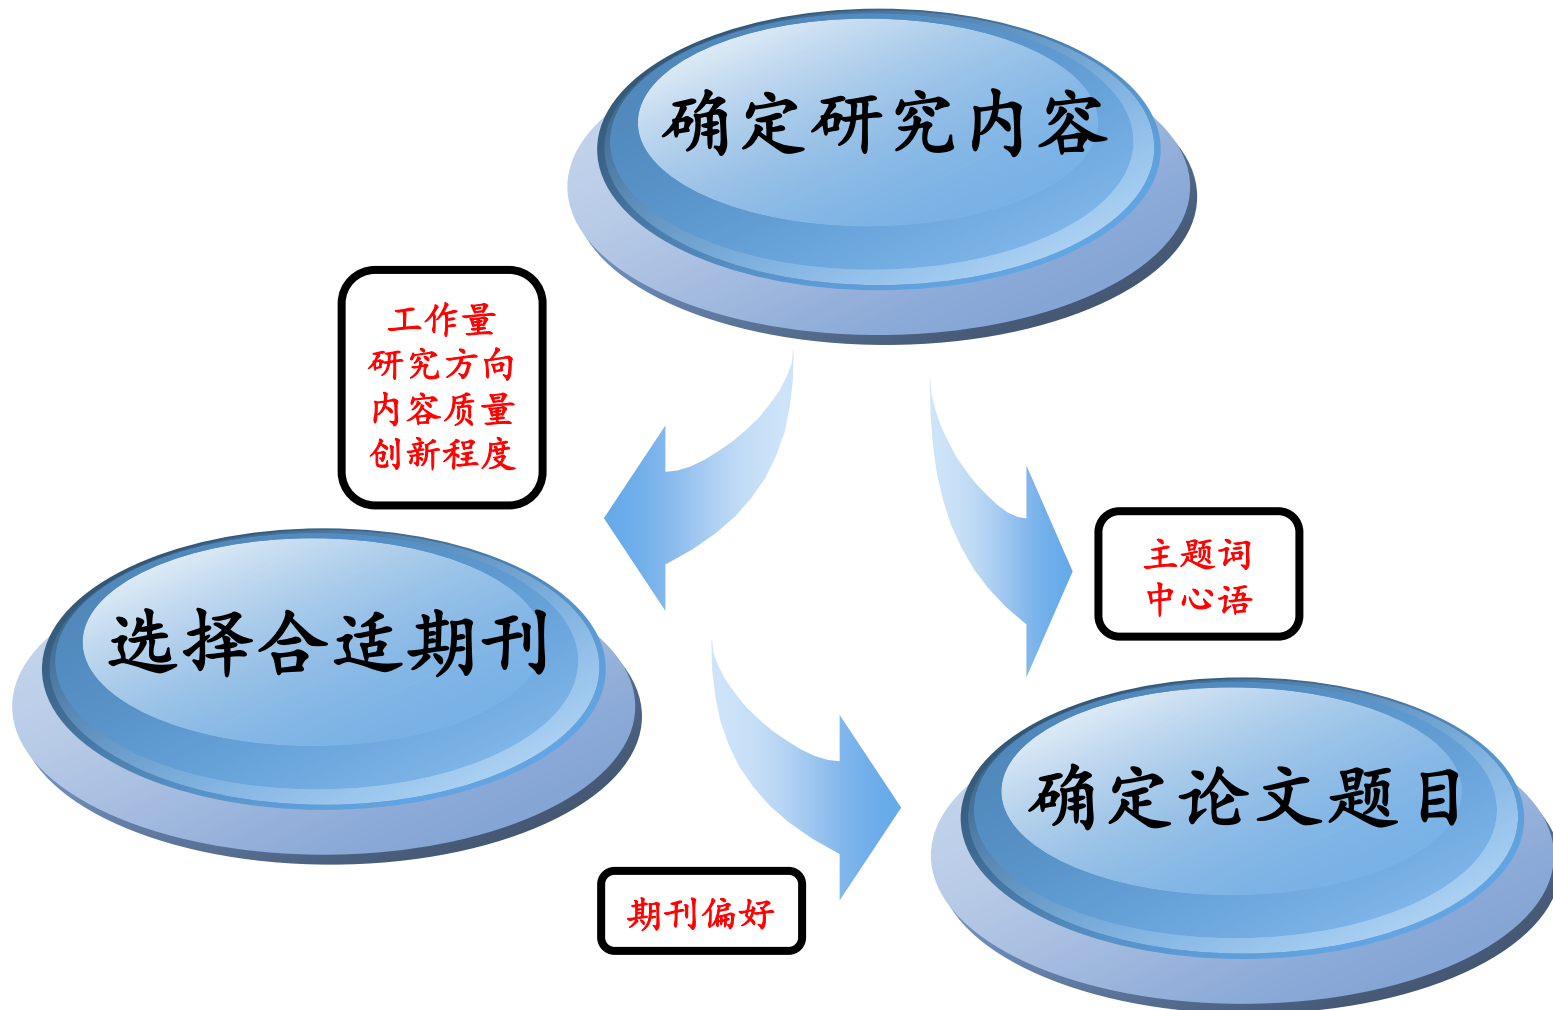 确定研究内容
工作量
研究方向
内容质量
创新程度
主题词
中心语
选择合适期刊
确定论文题目
期刊偏好